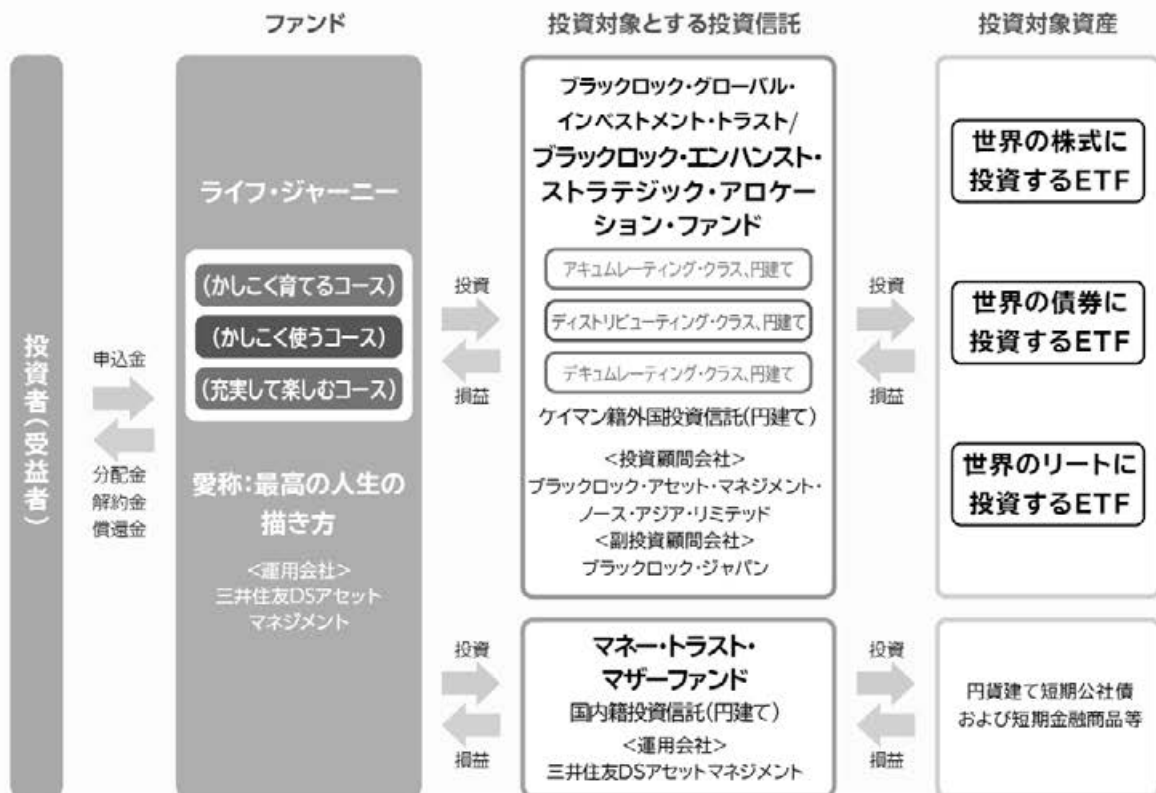 ファンド
投資対象とする投資信託
投資対象資産
投資者(受益者)
申込金
分配金
解約金
償還金
ライフ・ジャーニー
(かしこく育てるコース)
(かしこく使うコース)
(充実して楽しむコース)
愛称:最高の人生の
描き方
<運用会社>
三井住友DSアセット
マネジメント
投資
損益
ブラックロック・グローバル・
インベストメント・トラスト/
ブラックロック・エンハンスト・
ストラテジック・アロケー
ション・ファンド
アキュムレーティング・クラス、円建て
ディストリビューティング・クラス、円建て
デキュムレーティング・クラス、円建て
ケイマン籍外国投資信託(円建て)
<投資顧問会社>
ブラックロック・アセット・マネジメント・
ノース・アジア・リミテッド
<副投資顧問会社>
ブラックロック・ジャパン
投資
損益
世界の株式に
投資するETF
世界の債券に
投資するETF
世界のリートに
投資するETF
投資
損益
マネー・トラスト・
マザーファンド
国内籍投資信託(円建て)
<運用会社>
三井住友DSアセットマネジメント
投資
損益
円貨建て短期公社債
および短期金融商品等